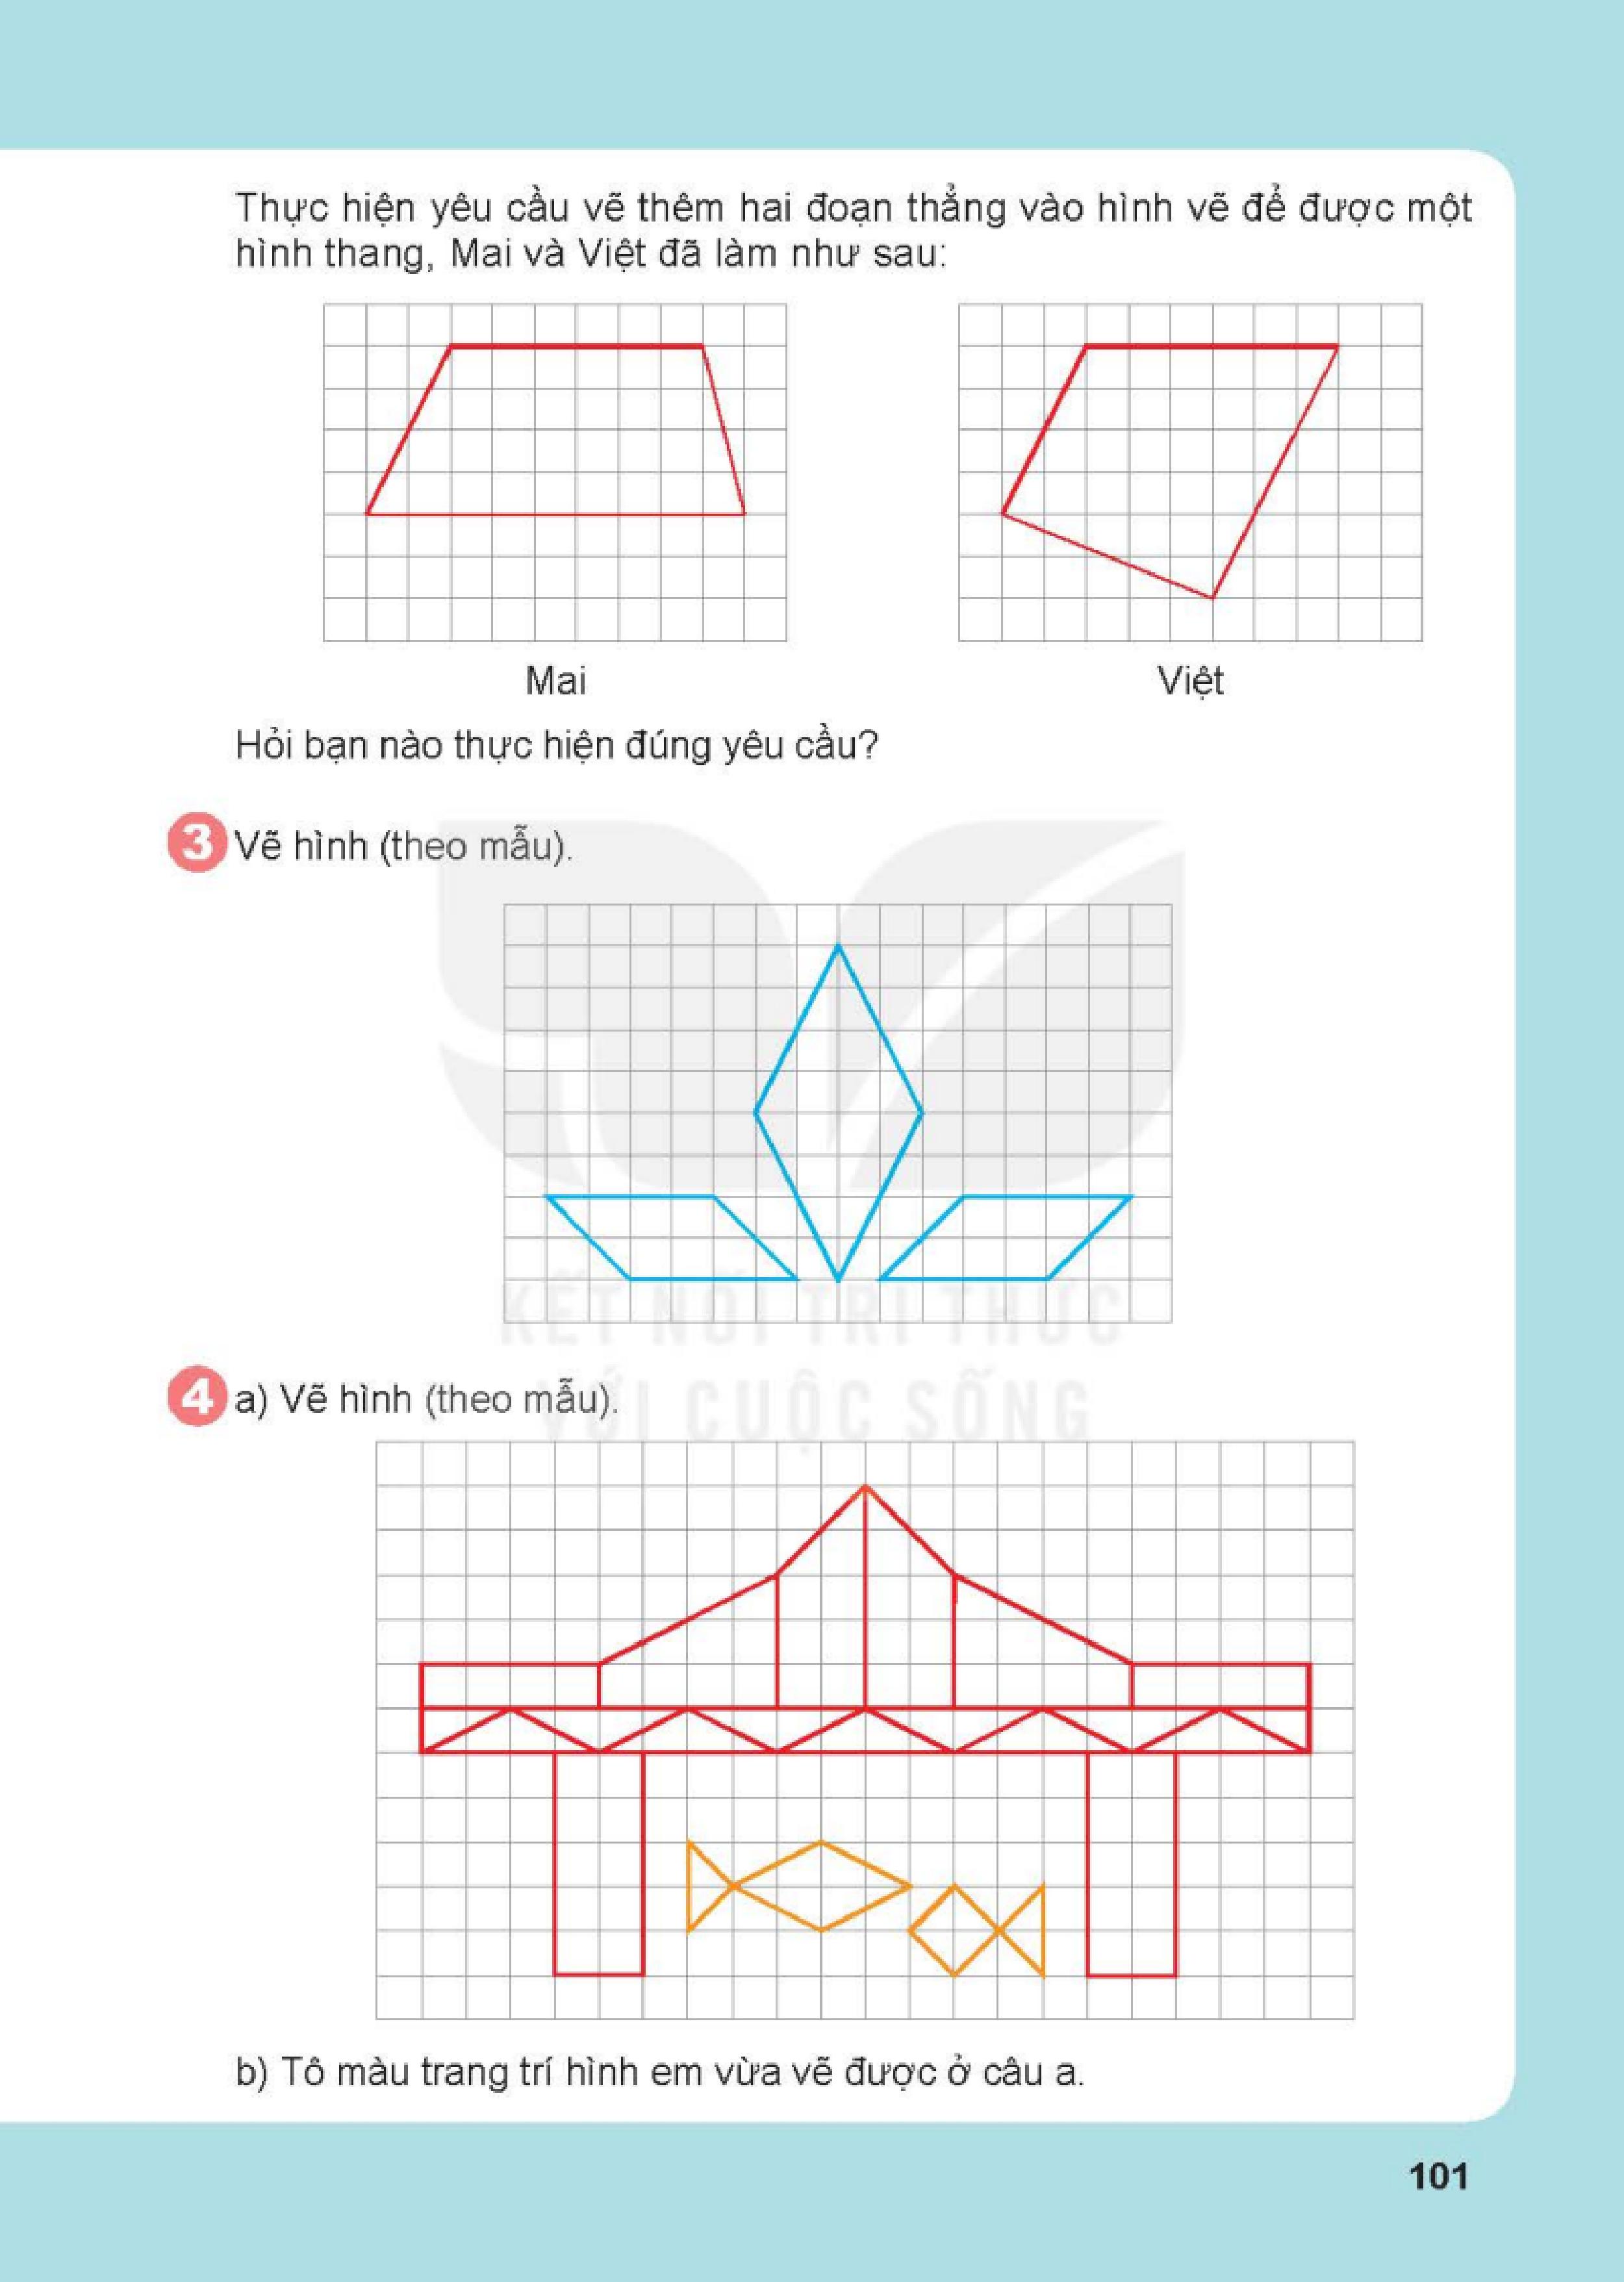 Thực hiện yêu cầu vẽ thêm hai đoạn thẳng vào hình vẽ để được một
hình thang, Mai và Việt đã làm như sau:
Mai
Việt
Hỏi bạn nào thực hiện đúng yêu cầu?
3 Vẽ hình (theo mẫu).
KẾT NỐI TRI THỨC
VỚI CUỘC SỐNG
4 a) Vẽ hình (theo mẫu).
b) Tô màu trang trí hình em vừa vẽ được ở câu a.
101